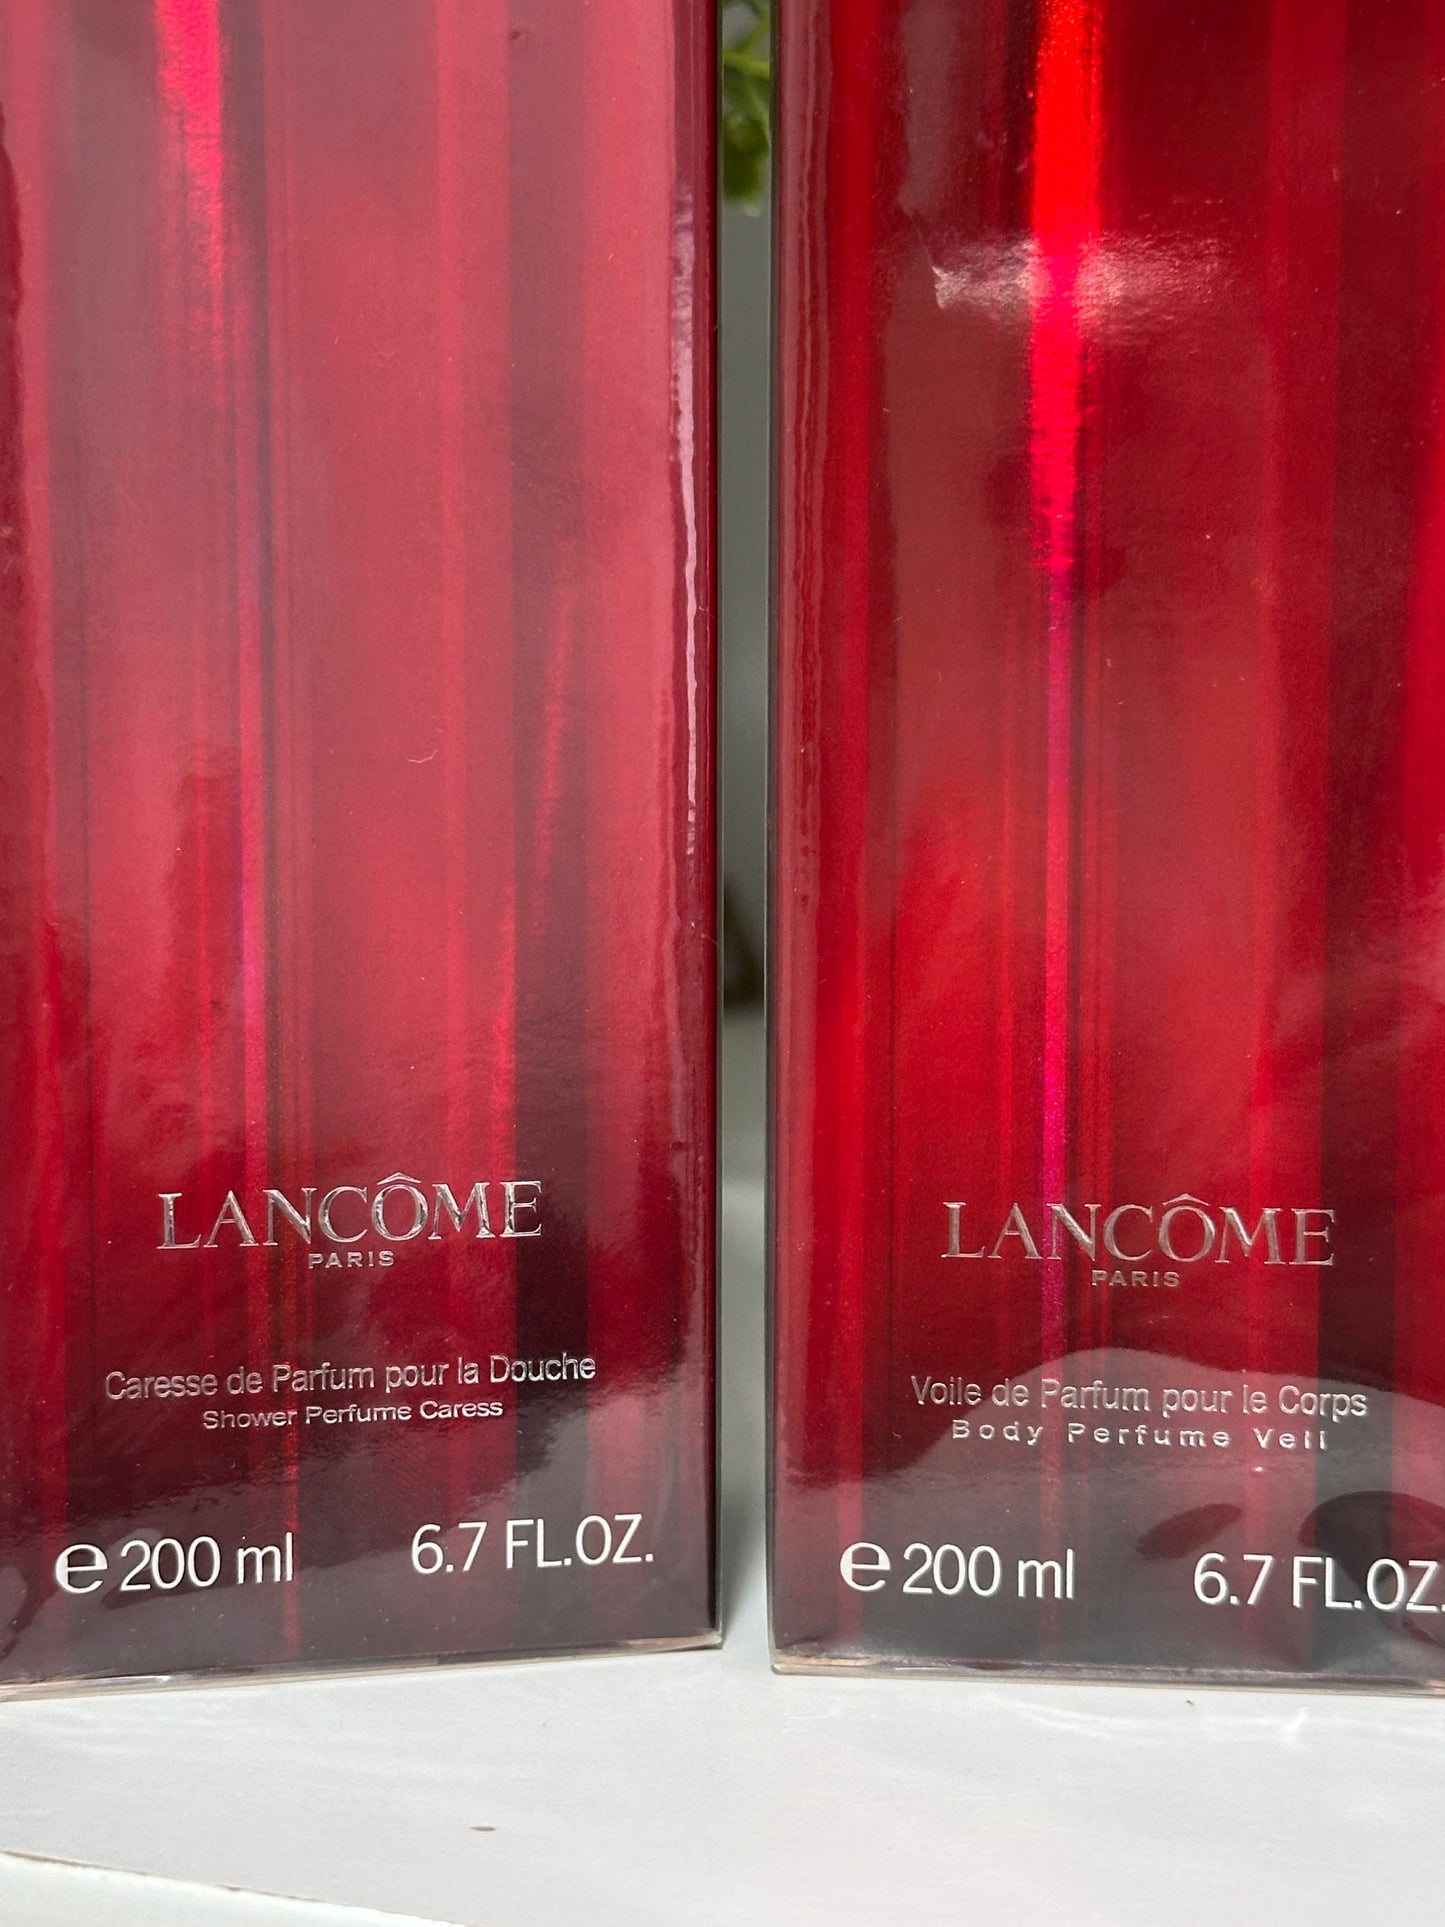 LANCÔME
PARIS
Caresse de Parfum pour la Douche
Shower Perfume Caress
e 200 ml 6.7 FL.OZ.
LANCÔME
PARIS
Voile de Parfum pour le Corps
Body Perfume Veil
e 200 ml 6.7 FL.OZ.